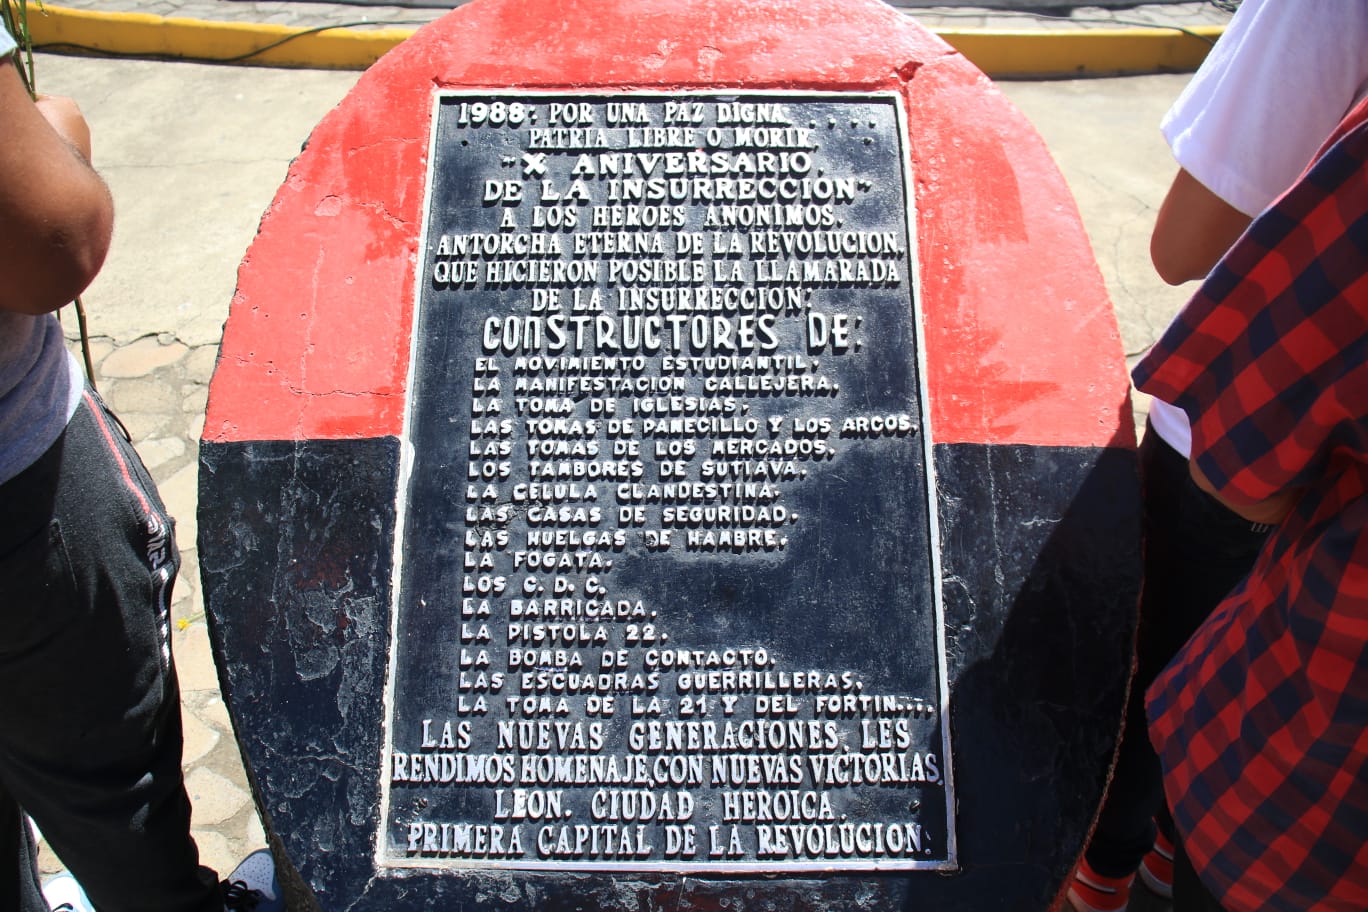 1988: POR UNA PAZ DIGNA. ....
PATRIA LIBRE O MORIR.
"X ANIVERSARIO.
DE LA INSURRECCION"
A LOS HEROES ANONIMOS.
ANTORCHA ETERNA DE LA REVOLUCION.
QUE HICIERON POSIBLE LA LLAMARADA
DE LA INSURRECCION:
CONSTRUCTORES DE:
EL MOVIMIENTO ESTUDIANTIL.
LA MANIFESTACION CALLEJERA.
LA TOMA DE IGLESIAS.
LAS TOMAS DE PANECILLO Y LOS ARCOS.
LAS TOMAS DE LOS MERCADOS.
LOS TAMBORES DE SUTIAVA.
LA CELULA CLANDESTINA.
LAS CASAS DE SEGURIDAD.
LAS HUELGAS DE HAMBRE.
LA FOGATA.
LOS C. D. C.
LA BARRICADA.
LA PISTOLA 22.
LA BOMBA DE CONTACTO.
LAS ESCUADRAS GUERRILLERAS.
LA TOMA DE LA 21 Y DEL FORTIN....
LAS NUEVAS GENERACIONES, LES
RENDIMOS HOMENAJE, CON NUEVAS VICTORIAS.
LEON. CIUDAD HEROICA.
PRIMERA CAPITAL DE LA REVOLUCION.